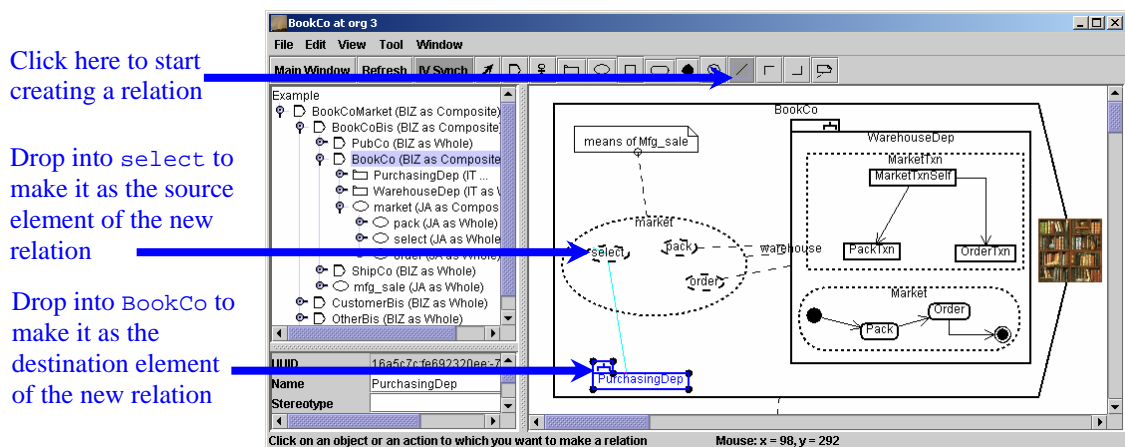 BookCo at org 3
File Edit View Tool Window
Main Window Refresh IV Synch
Click here to start
creating a relation
Drop into select to
make it as the source
element of the new
relation
Drop into BookCo to
make it as the
destination element
of the new relation
Example
BookCoMarket (BIZ as Composite)
BookCoBis (BIZ as Composite
PubCo (BIZ as Whole)
BookCo (BIZ as Composite
PurchasingDep (IT ...
WarehouseDep (IT as
market (JA as Compos
pack (JA as Whole)
select (JA as Whole)
order (JA as Whole)
ShipCo (BIZ as Whole)
mfg_sale (JA as Whole)
CustomerBis (BIZ as Whole)
OtherBis (BIZ as Whole)
UUID 16a5c7c:fe692320ee:-7
Name PurchasingDep
Stereotype
BookCo
means of Mfg_sale
market
select
pack
order
warehouse
PurchasingDep
WarehouseDep
MarketTxn
MarketTxnSelf
PackTxn
OrderTxn
Market
Pack
Order
Click on an object or an action to which you want to make a relation
Mouse: x = 98, y = 292